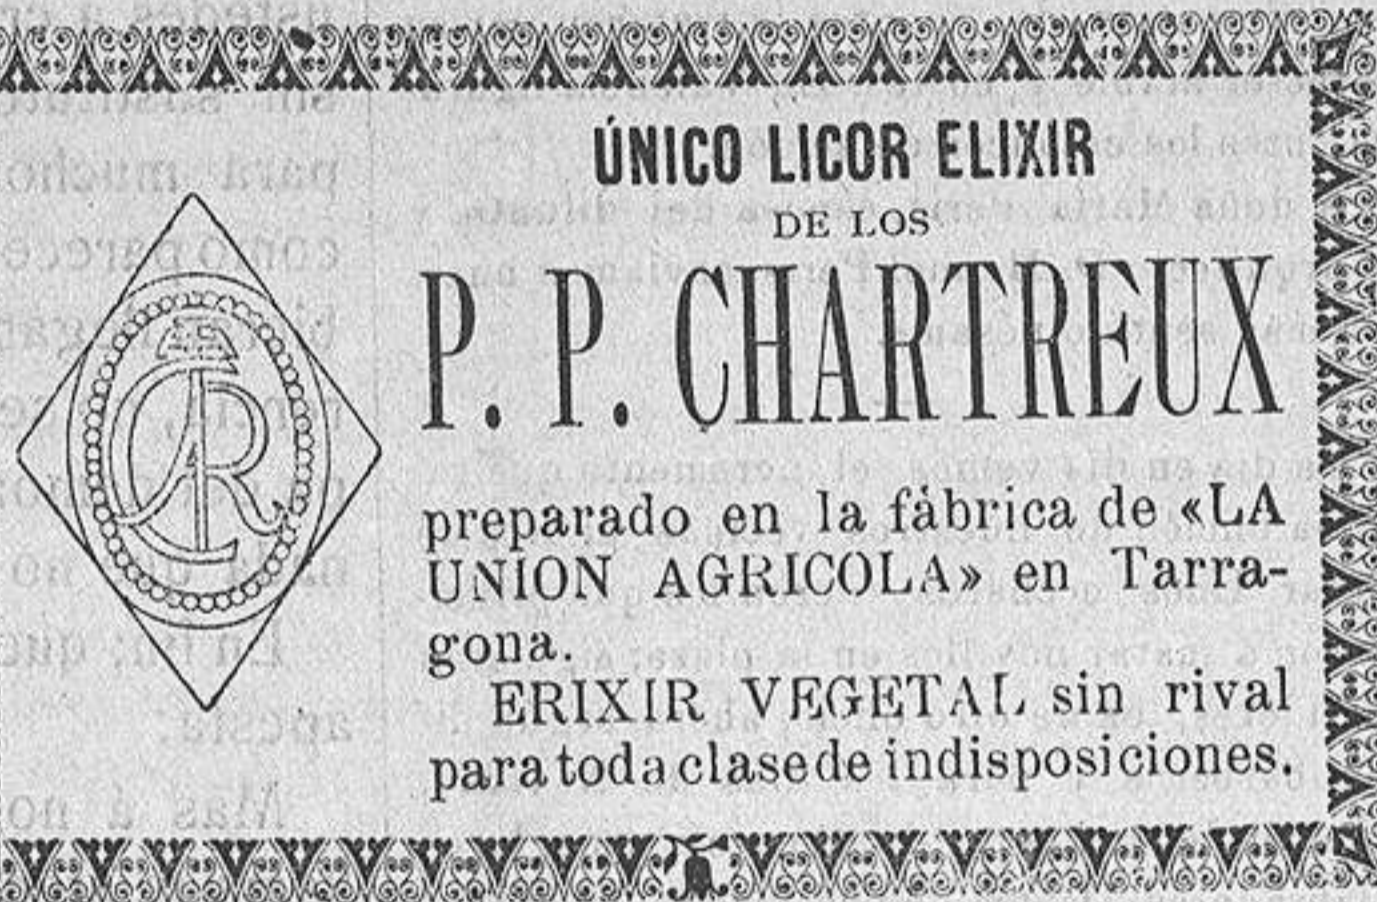 ÚNICO LICOR ELIXIR
DE LOS
P. P. CHARTREUX
preparado en la fábrica de «LA
UNION AGRICOLA» en Tarra-
gona.
ERIXIR VEGETAL sin rival
para toda clase de indisposiciones.